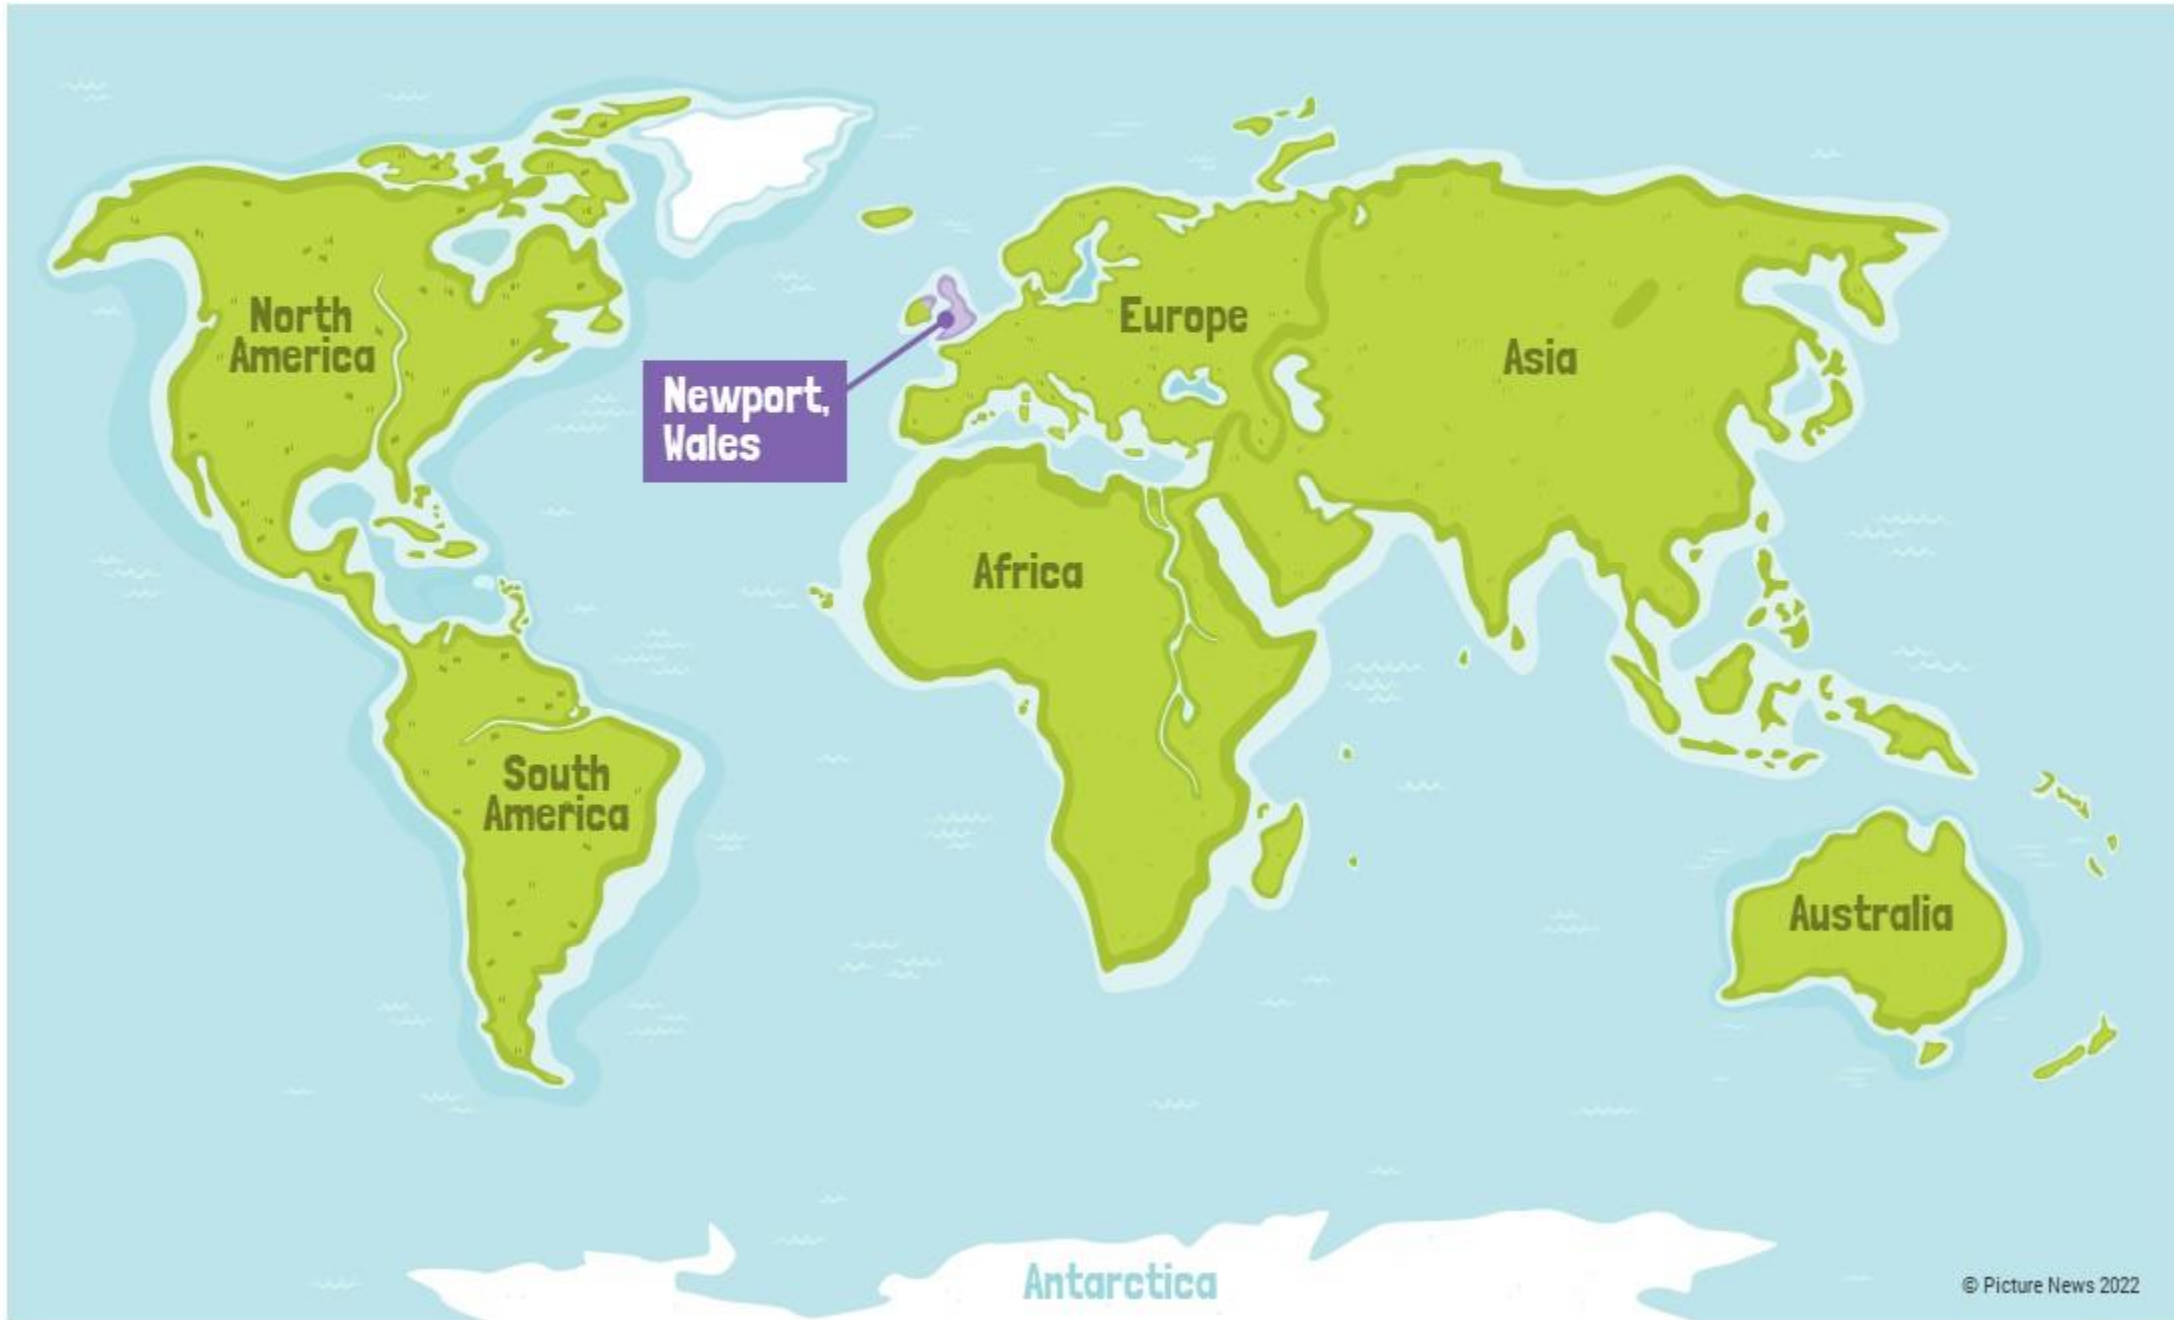 North
America
Europe
Asia
Newport,
Wales
Africa
South
America
Australia
Antarctica
© Picture News 2022